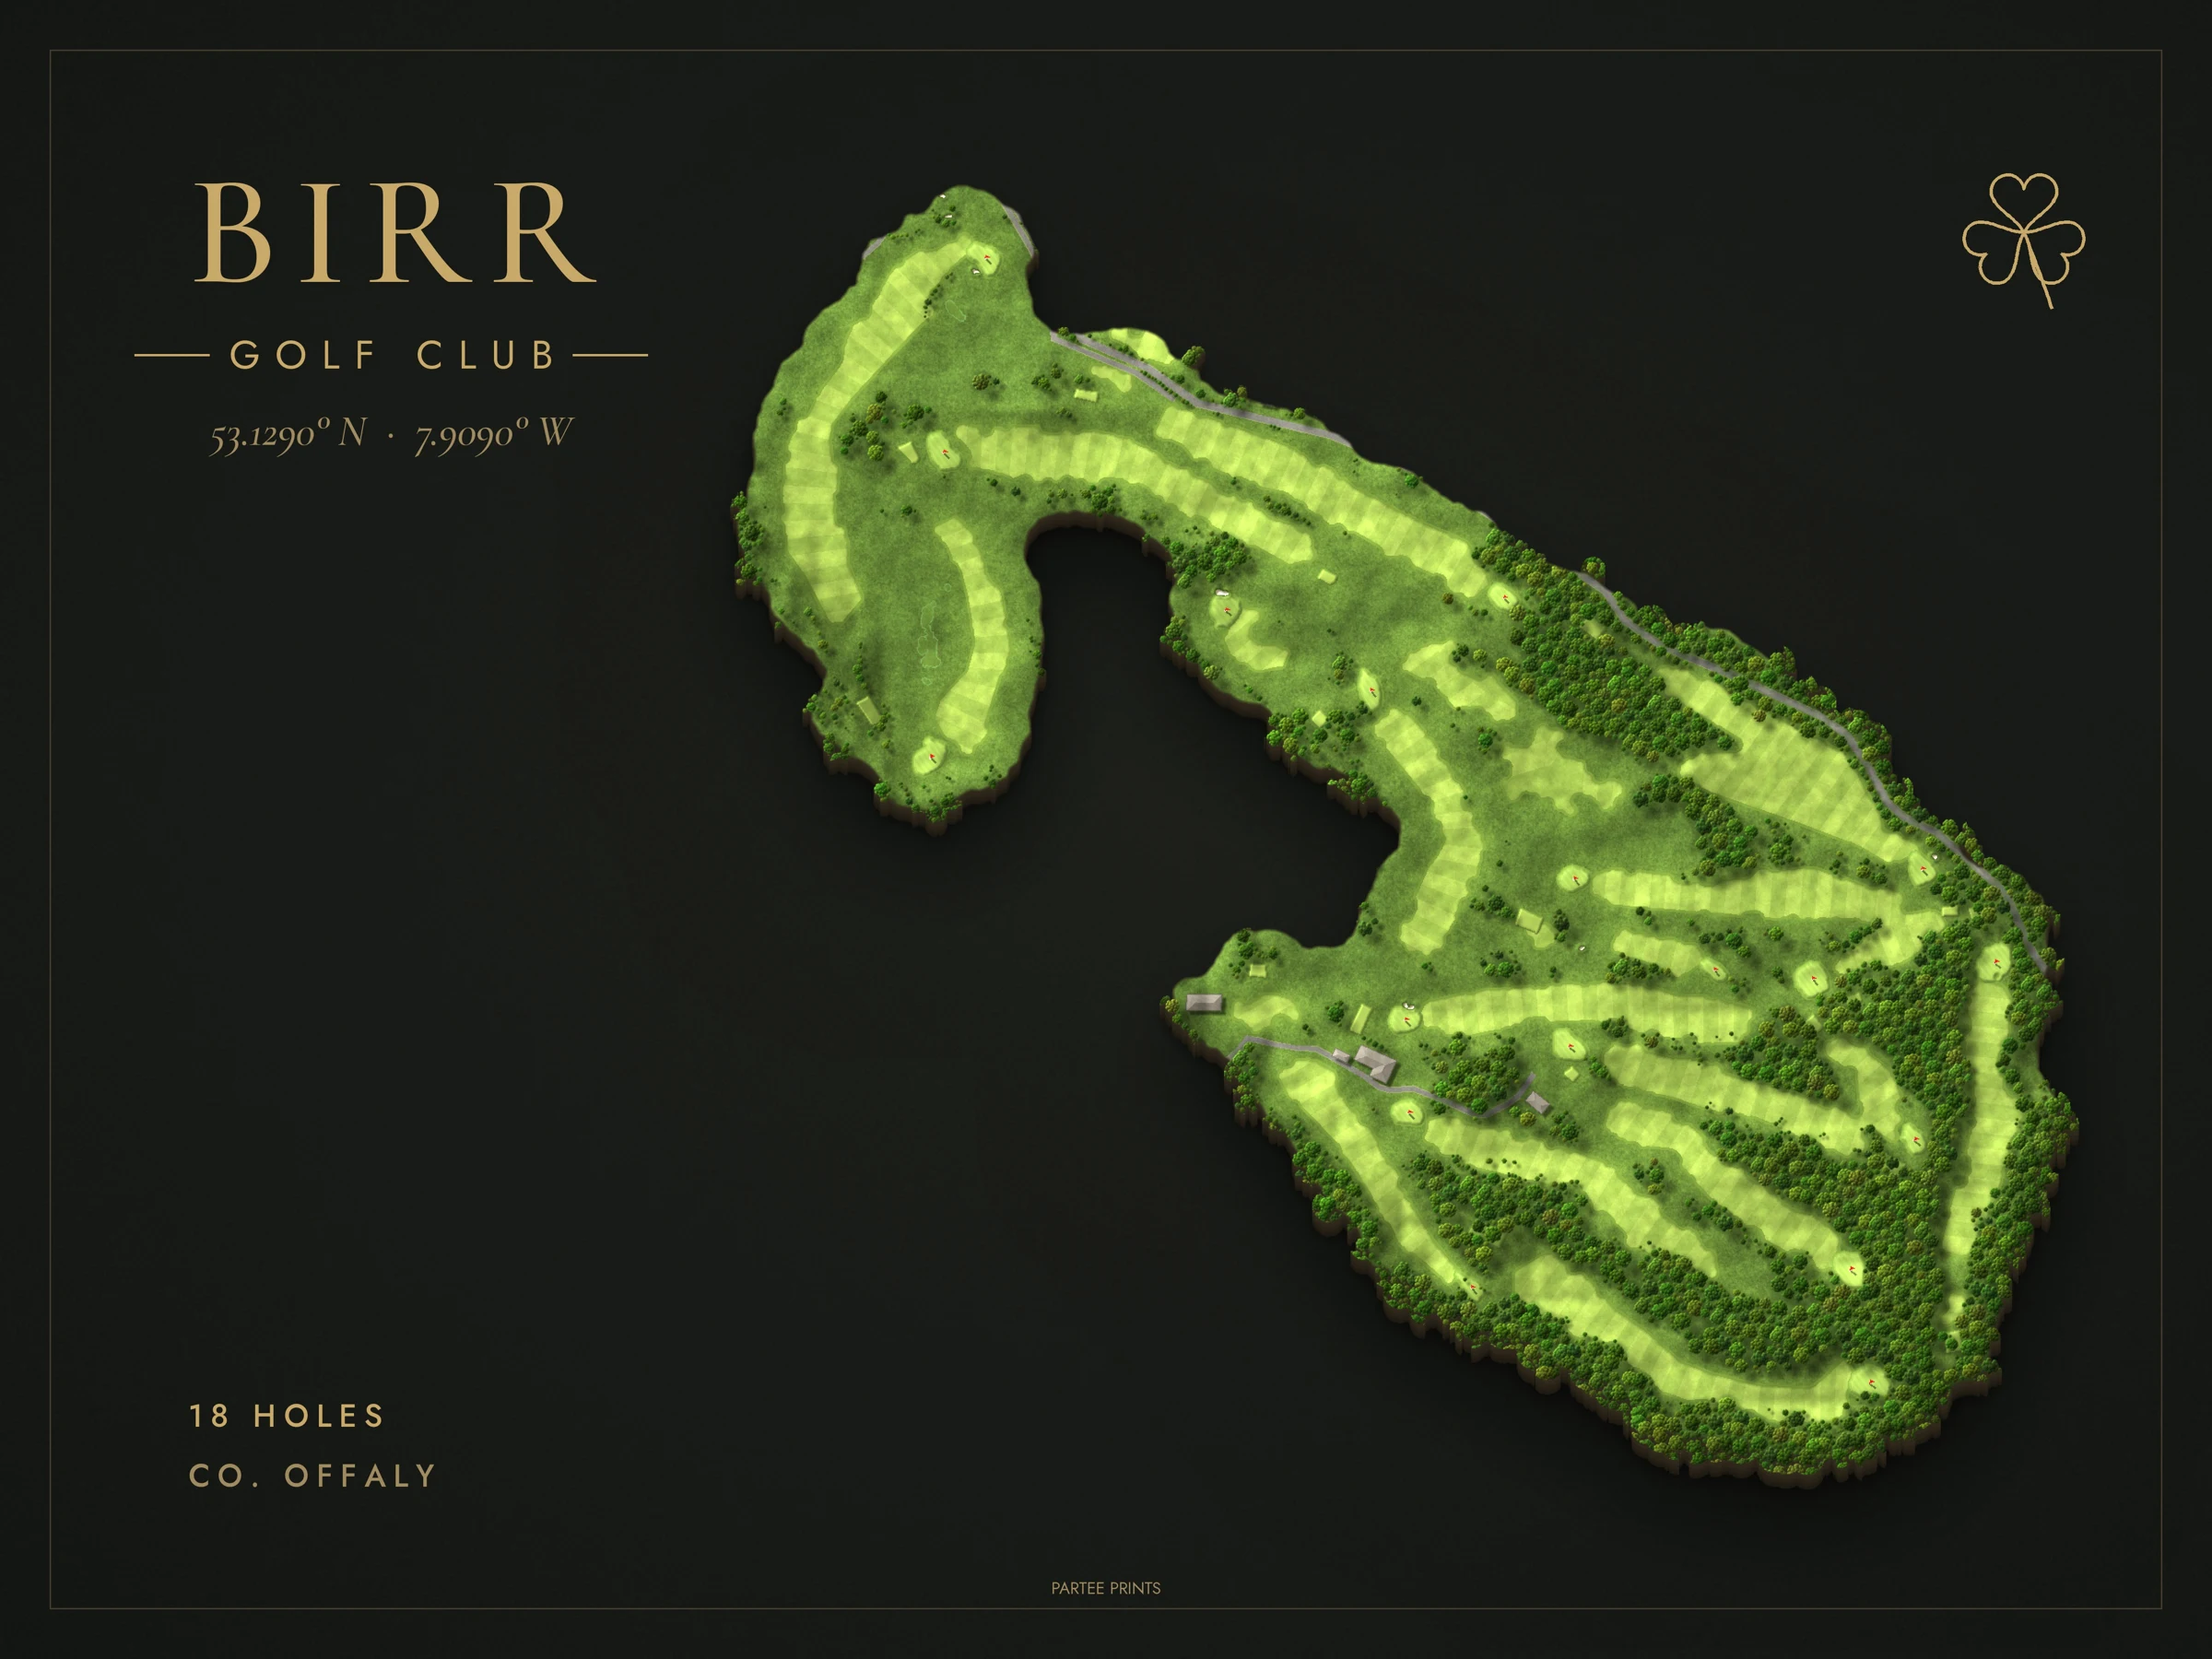 BIRR
GOLF CLUB
53.1290° N · 7.9090° W
18 HOLES
CO. OFFALY
PARTEE PRINTS